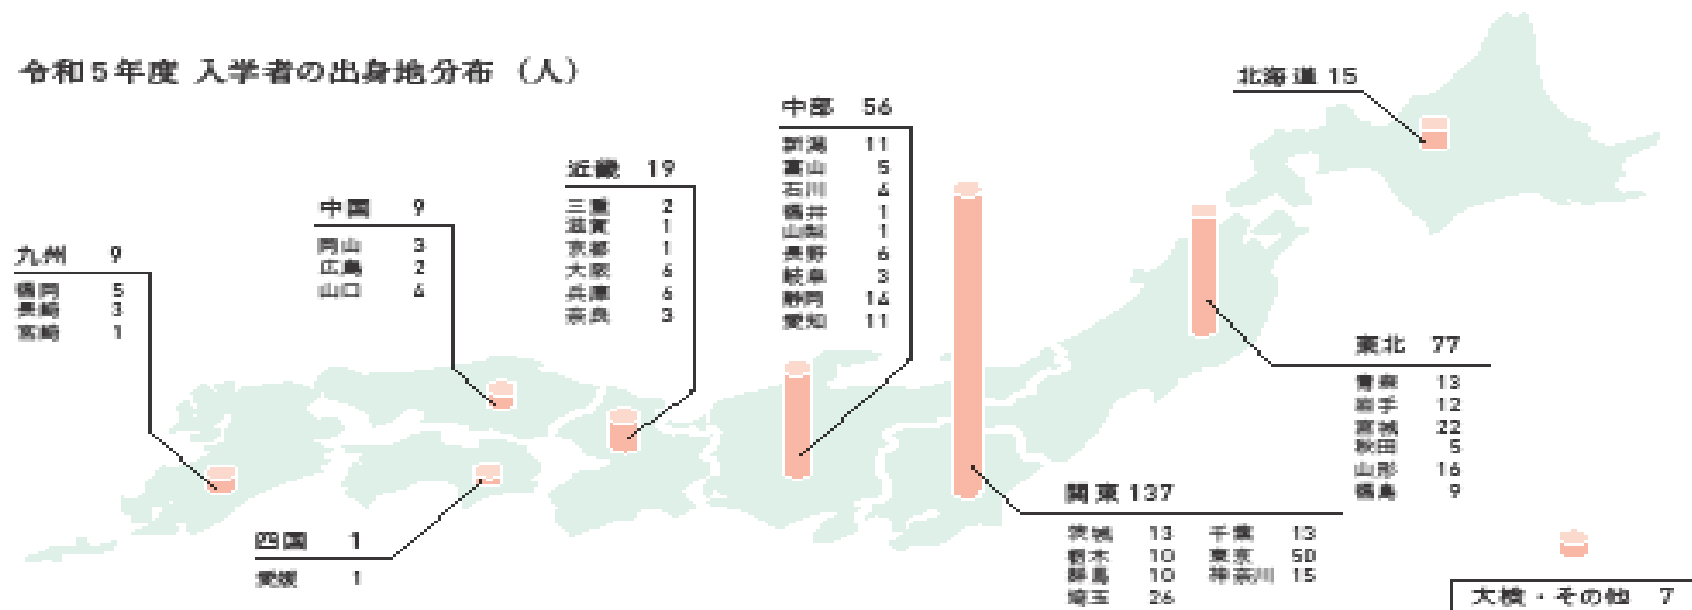 令和5年度 入学者の出身地分布 (人)
北海道 15
中部 56
新潟 11
富山 5
石川 4
福井 1
山梨 1
長野 6
岐阜 3
静岡 14
愛知 11
近畿 19
三重 2
滋賀 1
京都 1
大阪 6
兵庫 6
奈良 3
中国 9
岡山 3
広島 2
山口 4
九州 9
福岡 5
長崎 3
宮崎 1
四国 1
愛媛 1
東北 77
青森 13
岩手 12
宮城 22
秋田 5
山形 16
福島 9
関東 137
茨城 13 千葉 13
栃木 10 東京 50
群馬 10 神奈川 15
埼玉 26
大検・その他 7